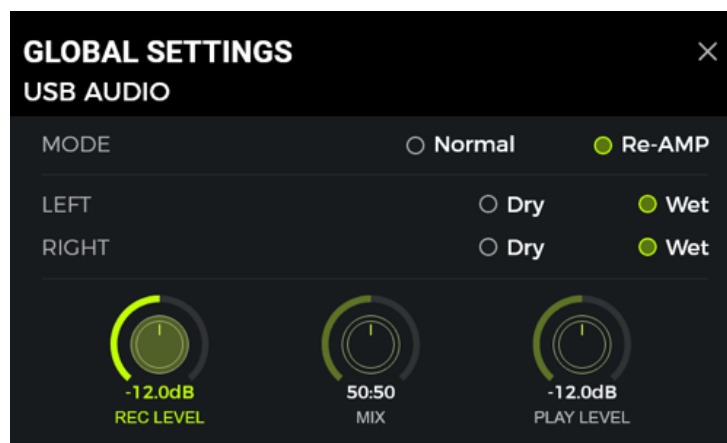 GLOBAL SETTINGS
USB AUDIO
MODE Normal Re-AMP
LEFT Dry Wet
RIGHT Dry Wet
-12.0dB 50:50 -12.0dB
REC LEVEL MIX PLAY LEVEL